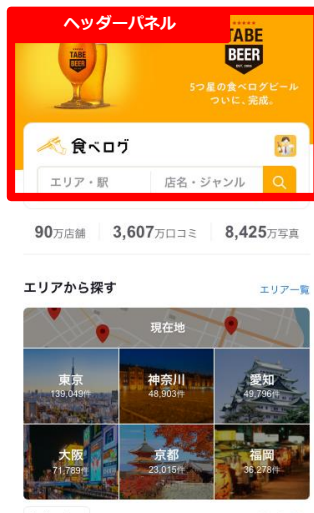 ヘッダーパネル
TABE
BEER
TABE
BEER
5つ星の食べログビール
ついに、完成。
食べログ
エリア・駅 店名・ジャンル
90万店舗 3,607万口コミ 8,425万写真
エリアから探す エリア一覧
現在地
東京 神奈川 愛知
139,049件 48,903件 49,796件
大阪 京都 福岡
71,789件 23,015件 36,278件